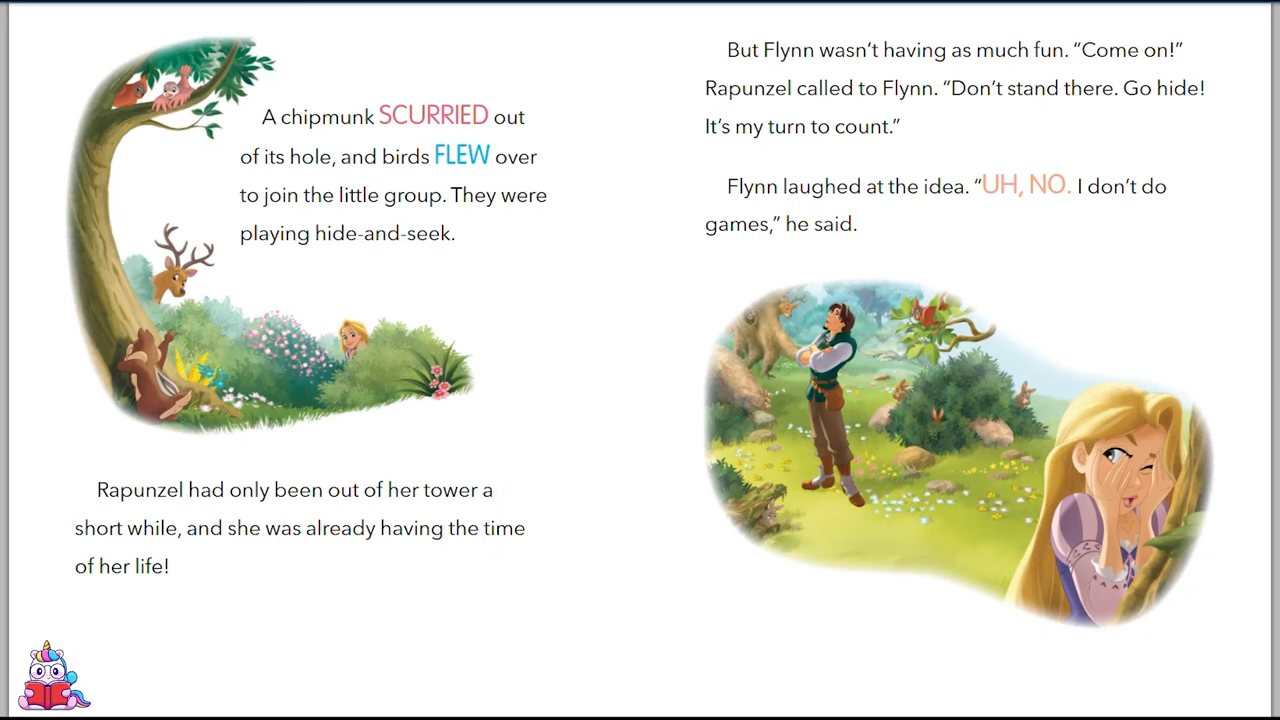 A chipmunk SCURRIED out
of its hole, and birds FLEW over
to join the little group. They were
playing hide-and-seek.
Rapunzel had only been out of her tower a
short while, and she was already having the time
of her life!
But Flynn wasn’t having as much fun. “Come on!”
Rapunzel called to Flynn. “Don’t stand there. Go hide!
It’s my turn to count.”
Flynn laughed at the idea. “UH, NO. I don’t do
games,” he said.